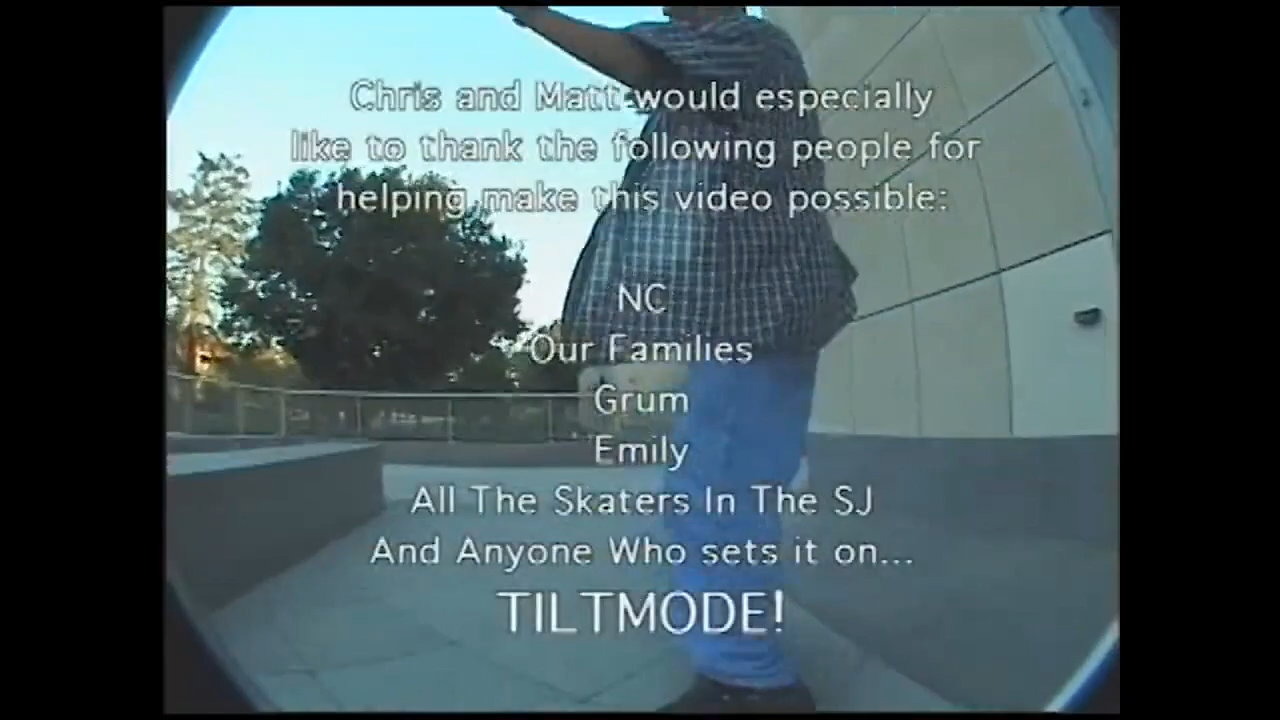 Chris and Matt would especially
like to thank the following people for
helping make this video possible:
NC
Our Families
Grum
Emily
All The Skaters In The SJ
And Anyone Who sets it on...
TILTMODE!